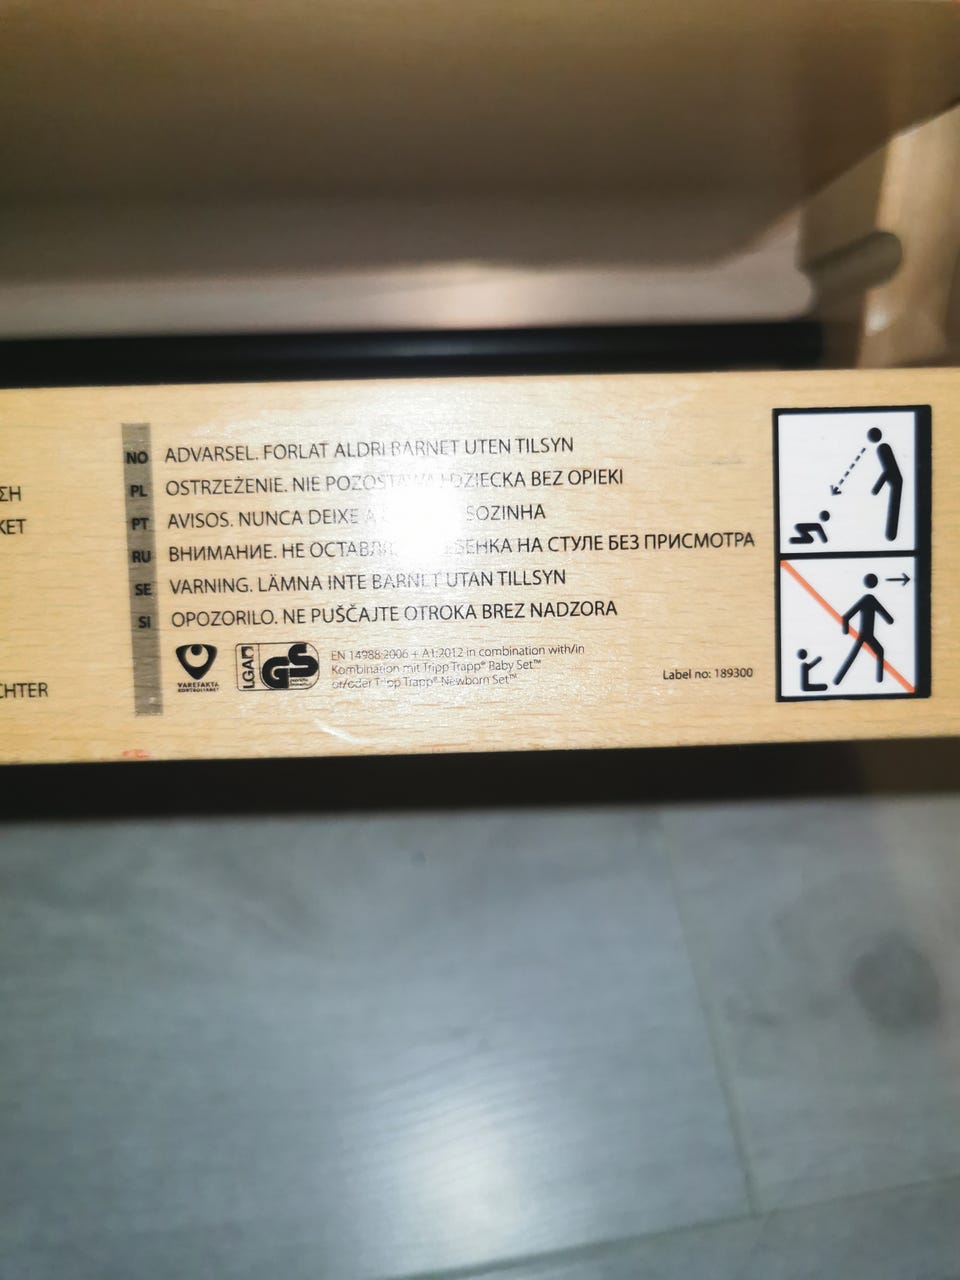 ΣΗ
KET
CHTER
NO ADVARSEL. FORLAT ALDRI BARNET UTEN TILSYN
PL OSTRZEŻENIE. NIE DZIECKA BEZ OPIEKI
PT AVISOS. NUNCA DEIXE A SOZINHA
RU ВНИМАНИЕ. НЕ НА СТУЛЕ БЕЗ ПРИСМОТРА
SE VARNING. LÄMNA INTE BARNET UTAN TILLSYN
SI OPOZORILO. NE PUŠČAJTE OTROKA BREZ NADZORA
VAREFAKTA
KONTROLLERET
LGA GS
EN 14988:2006 + A1:2012 in combination with/in
Kombination mit Tripp Trapp® Baby Set™
or/oder Tripp Trapp® Newborn Set™
Label no: 189300